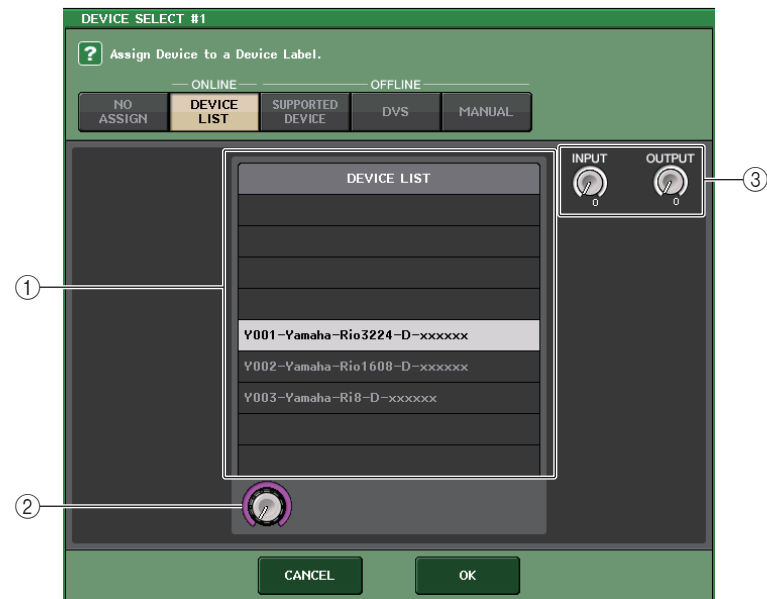 DEVICE SELECT #1
? Assign Device to a Device Label.
ONLINE OFFLINE
NO ASSIGN
DEVICE LIST
SUPPORTED DEVICE
DVS
MANUAL
DEVICE LIST
INPUT OUTPUT
0 0
③
①
Y001-Yamaha-Rio3224-D-xxxxxx
Y002-Yamaha-Rio1608-D-xxxxxx
Y003-Yamaha-Ri8-D-xxxxxx
②
CANCEL OK